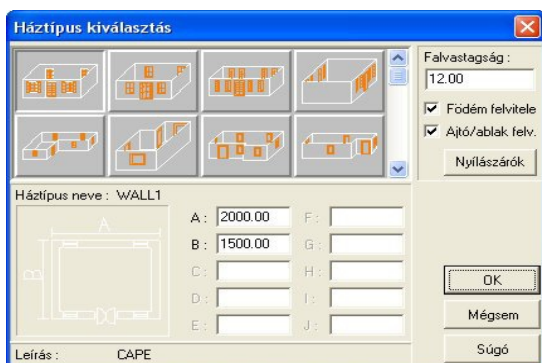 Háztípus kiválasztás
Falvastagság :
12.00
Födém felvitele
Ajtó/ablak felv.
Nyílászárók
Háztípus neve : WALL1
A
B
A : 2000.00
B : 1500.00
C :
D :
E :
F :
G :
H :
I :
J :
OK
Mégsem
Súgó
Leírás : CAPE